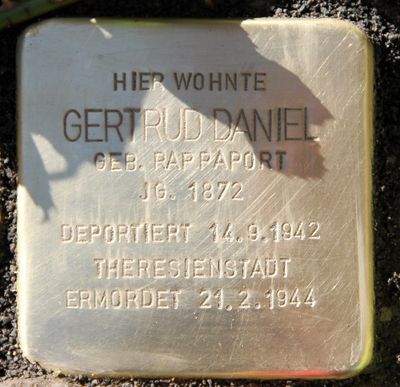 HIER WOHNTE
GERTRUD DANIEL
GEB. RAPPAPORT
JG. 1872
DEPORTIERT 14.9.1942
THERESIENSTADT
ERMORDET 21.2.1944